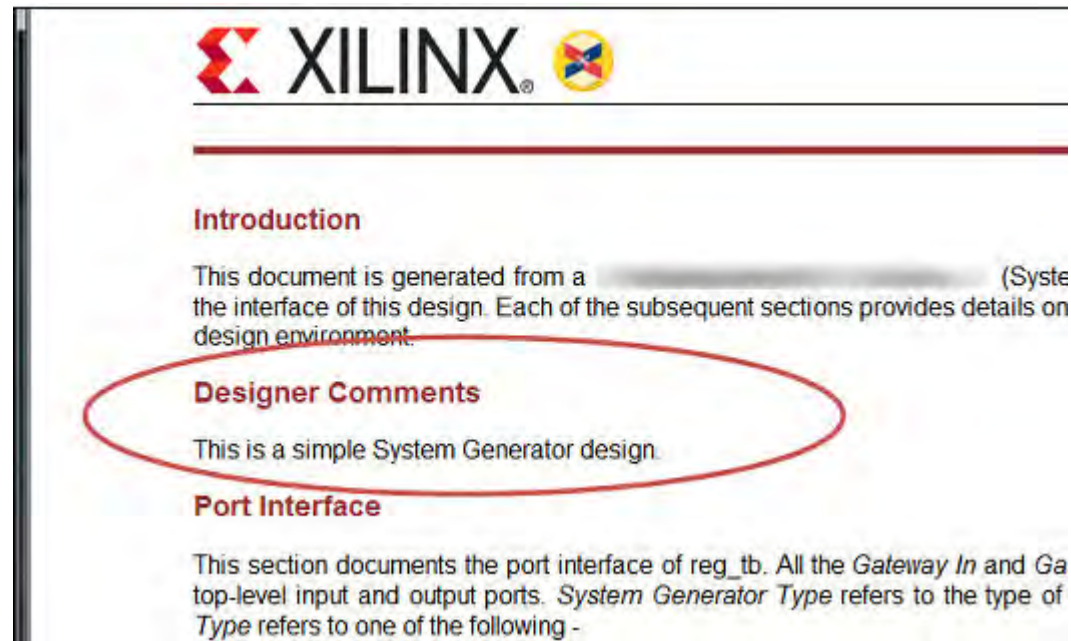 XILINX®
Introduction
This document is generated from a (Syste
the interface of this design. Each of the subsequent sections provides details on
design environment.
Designer Comments
This is a simple System Generator design.
Port Interface
This section documents the port interface of reg_tb. All the Gateway In and Ga
top-level input and output ports. System Generator Type refers to the type of
Type refers to one of the following -